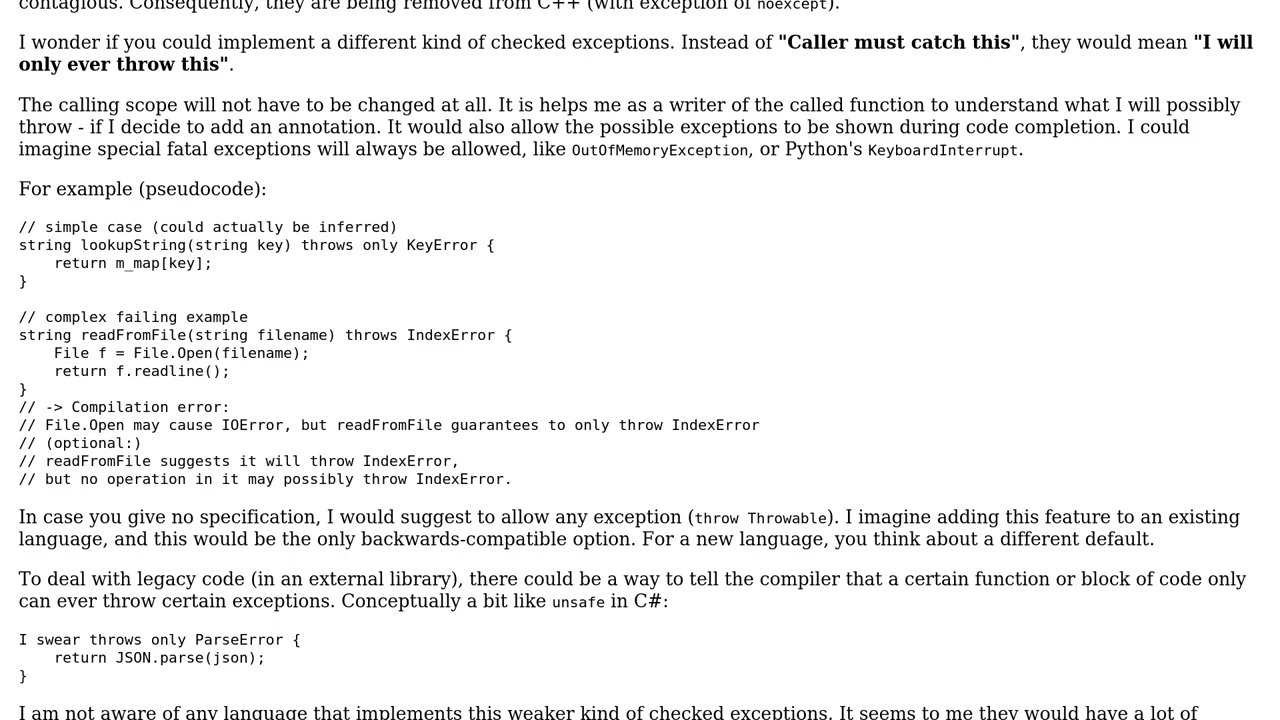 contagious. Consequently, they are being removed from C++ (with exception of noexcept).
I wonder if you could implement a different kind of checked exceptions. Instead of "Caller must catch this", they would mean "I will
only ever throw this".
The calling scope will not have to be changed at all. It is helps me as a writer of the called function to understand what I will possibly
throw - if I decide to add an annotation. It would also allow the possible exceptions to be shown during code completion. I could
imagine special fatal exceptions will always be allowed, like OutOfMemoryException, or Python's KeyboardInterrupt.
For example (pseudocode):
// simple case (could actually be inferred)
string lookupString(string key) throws only KeyError {
    return m_map[key];
}
// complex failing example
string readFromFile(string filename) throws IndexError {
    File f = File.Open(filename);
    return f.readline();
}
// -> Compilation error:
// File.Open may cause IOError, but readFromFile guarantees to only throw IndexError
// (optional:)
// readFromFile suggests it will throw IndexError,
// but no operation in it may possibly throw IndexError.
In case you give no specification, I would suggest to allow any exception (throw Throwable). I imagine adding this feature to an existing
language, and this would be the only backwards-compatible option. For a new language, you think about a different default.
To deal with legacy code (in an external library), there could be a way to tell the compiler that a certain function or block of code only
can ever throw certain exceptions. Conceptually a bit like unsafe in C#:
I swear throws only ParseError {
    return JSON.parse(json);
}
I am not aware of any language that implements this weaker kind of checked exceptions. It seems to me they would have a lot of